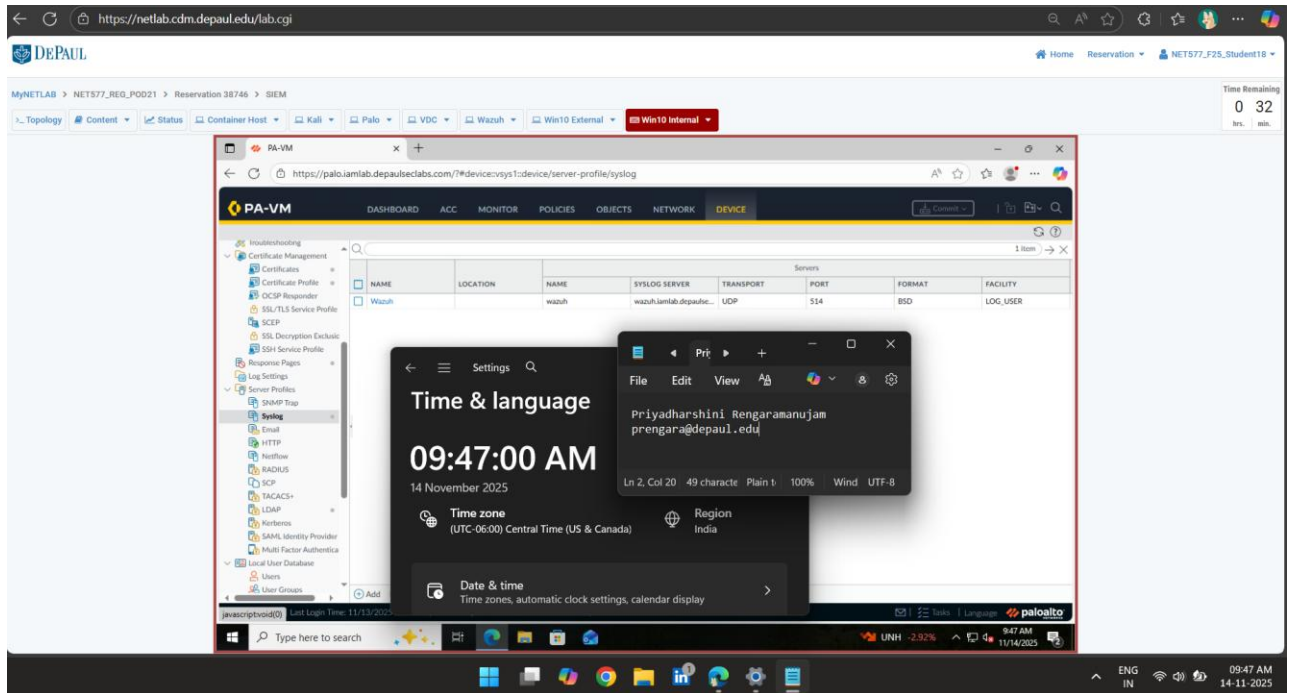 https://netlab.cdm.depaul.edu/lab.cgi
DEPAUL
Home Reservation NET577_F25_Student18
MyNETLAB > NET577_REG_POD21 > Reservation 38746 > SIEM
Time Remaining
0 32
hrs. min.
Topology Content Status Container Host Kali Palo VDC Wazuh Win10 External Win10 Internal
PA-VM
https://palo.iamlab.depaulseclabs.com/?#device:vsys1::device/server-profile/syslog
PA-VM DASHBOARD ACC MONITOR POLICIES OBJECTS NETWORK DEVICE Commit
Troubleshooting
Certificate Management
Certificates
Certificate Profile
OCSP Responder
SSL/TLS Service Profile
SCEP
SSL Decryption Exclusic
SSH Service Profile
Response Pages
Log Settings
Server Profiles
SNMP Trap
Syslog
Email
HTTP
Netflow
RADIUS
SCP
TACACS+
LDAP
Kerberos
SAML Identity Provider
Multi Factor Authentica
Local User Database
Users
User Groups
1 item
Servers
NAME LOCATION NAME SYSLOG SERVER TRANSPORT PORT FORMAT FACILITY
Wazuh wazuh wazuh.iamlab.depaulse... UDP 514 BSD LOG_USER
Settings
Time & language
09:47:00 AM
14 November 2025
Time zone
(UTC-06:00) Central Time (US & Canada)
Region
India
Date & time
Time zones, automatic clock settings, calendar display
Priy
File Edit View
Priyadharshini Rengaramanujam
prengara@depaul.edu
Ln 2, Col 20 49 characte Plain t 100% Wind UTF-8
Add
javascript:void(0) Last Login Time: 11/13/2025
Tasks Language paloalto
Type here to search
UNH -2.92%
9:47 AM
11/14/2025
ENG
IN
09:47 AM
14-11-2025